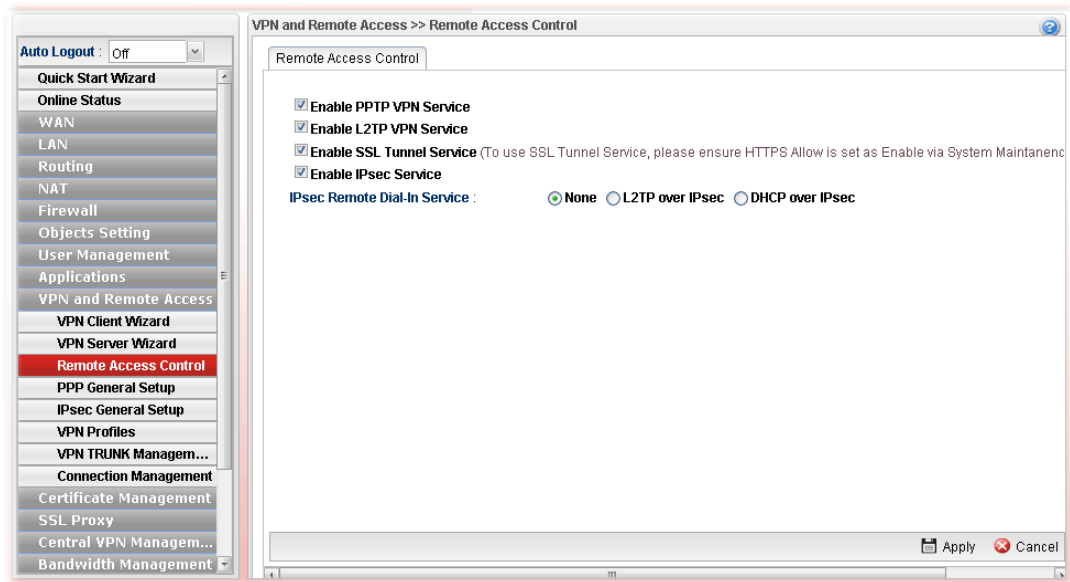 VPN and Remote Access >> Remote Access Control
Auto Logout : Off
Quick Start Wizard
Online Status
WAN
LAN
Routing
NAT
Firewall
Objects Setting
User Management
Applications
VPN and Remote Access
VPN Client Wizard
VPN Server Wizard
Remote Access Control
PPP General Setup
IPsec General Setup
VPN Profiles
VPN TRUNK Managem...
Connection Management
Certificate Management
SSL Proxy
Central VPN Managem...
Bandwidth Management
Remote Access Control
Enable PPTP VPN Service
Enable L2TP VPN Service
Enable SSL Tunnel Service (To use SSL Tunnel Service, please ensure HTTPS Allow is set as Enable via System Maintanenc
Enable IPsec Service
IPsec Remote Dial-In Service : None L2TP over IPsec DHCP over IPsec
Apply Cancel